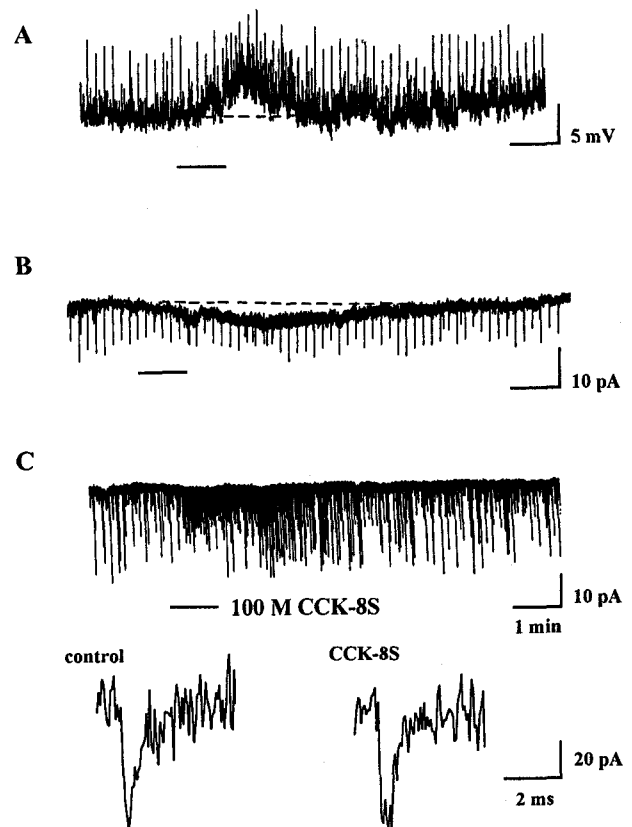 A
5 mV
B
10 pA
C
100 M CCK-8S
10 pA
1 min
control
CCK-8S
20 pA
2 ms